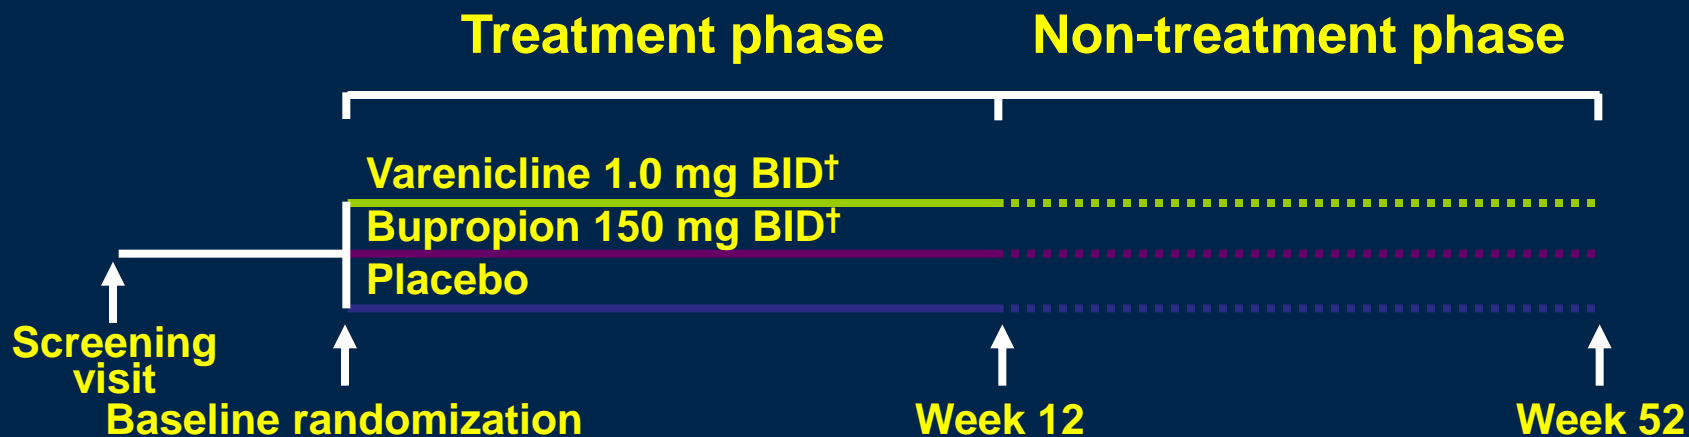 Treatment phase
Non-treatment phase
Varenicline 1.0 mg BID†
Bupropion 150 mg BID†
Placebo
Screening
visit
Baseline randomization
Week 12
Week 52